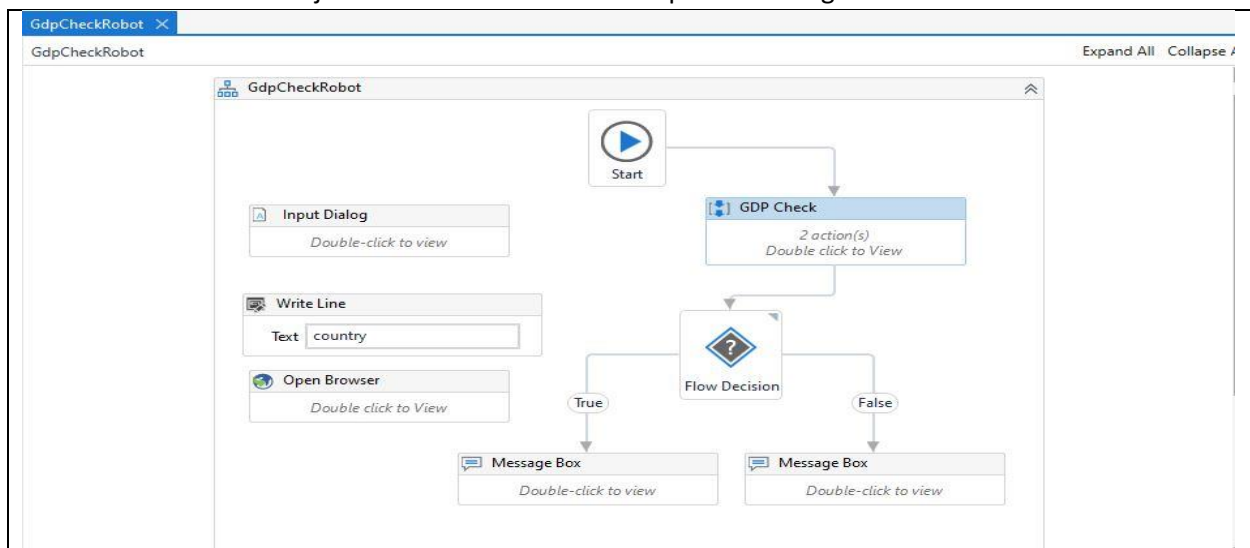 GdpCheckRobot
GdpCheckRobot
Expand All Collapse
GdpCheckRobot
Start
GDP Check
2 action(s)
Double click to View
Input Dialog
Double-click to view
Write Line
Text country
Open Browser
Double click to View
Flow Decision
True
False
Message Box
Double-click to view
Message Box
Double-click to view